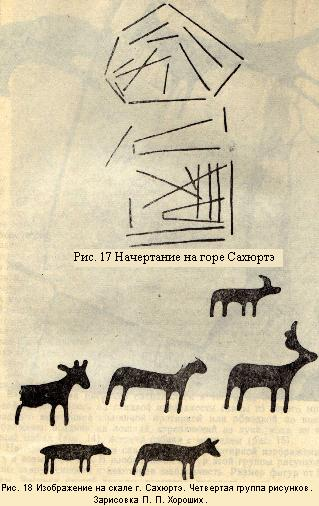 Рис. 17 Начертание на горе Сахюртэ
Рис. 18 Изображение на скале г. Сахюртэ. Четвертая группа рисунков.
Зарисовка П. П. Хороших.